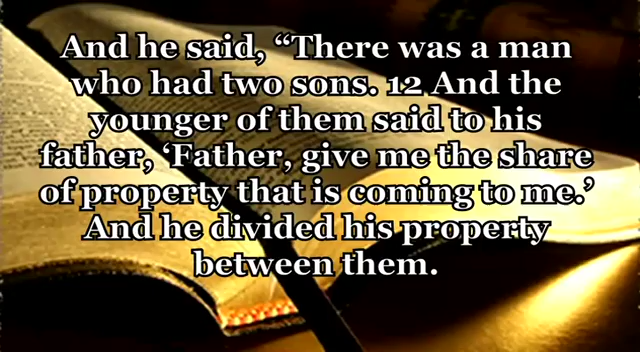 And he said, “There was a man
who had two sons. 12 And the
younger of them said to his
father, ‘Father, give me the share
of property that is coming to me.’
And he divided his property
between them.